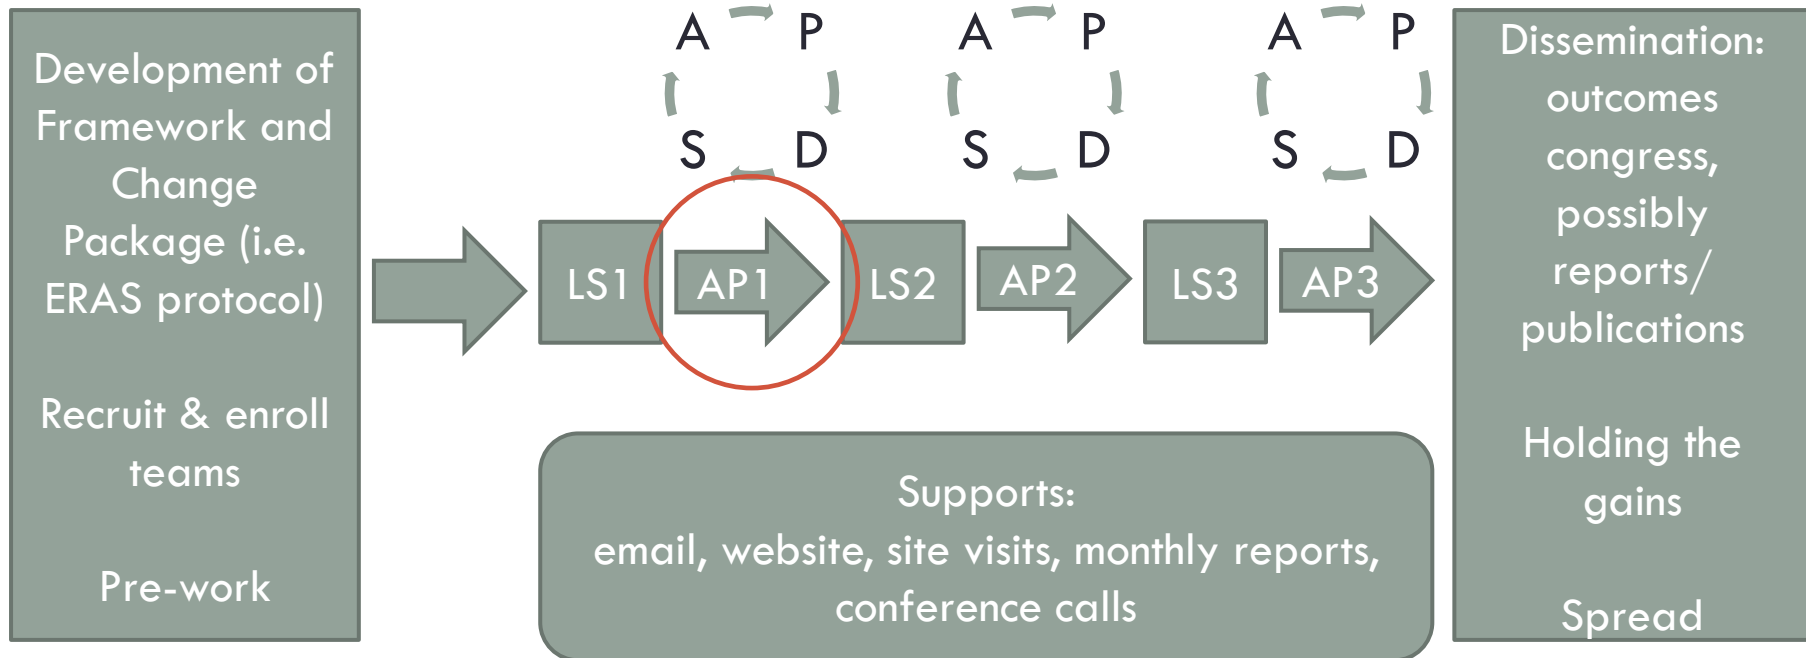 Development of
Framework and
Change
Package (i.e.
ERAS protocol)
Recruit & enroll
teams
Pre-work
A P
S D
A P
S D
A P
S D
LS1
AP1
LS2
AP2
LS3
AP3
Supports:
email, website, site visits, monthly reports,
conference calls
Dissemination:
outcomes
congress,
possibly
reports/
publications
Holding the
gains
Spread